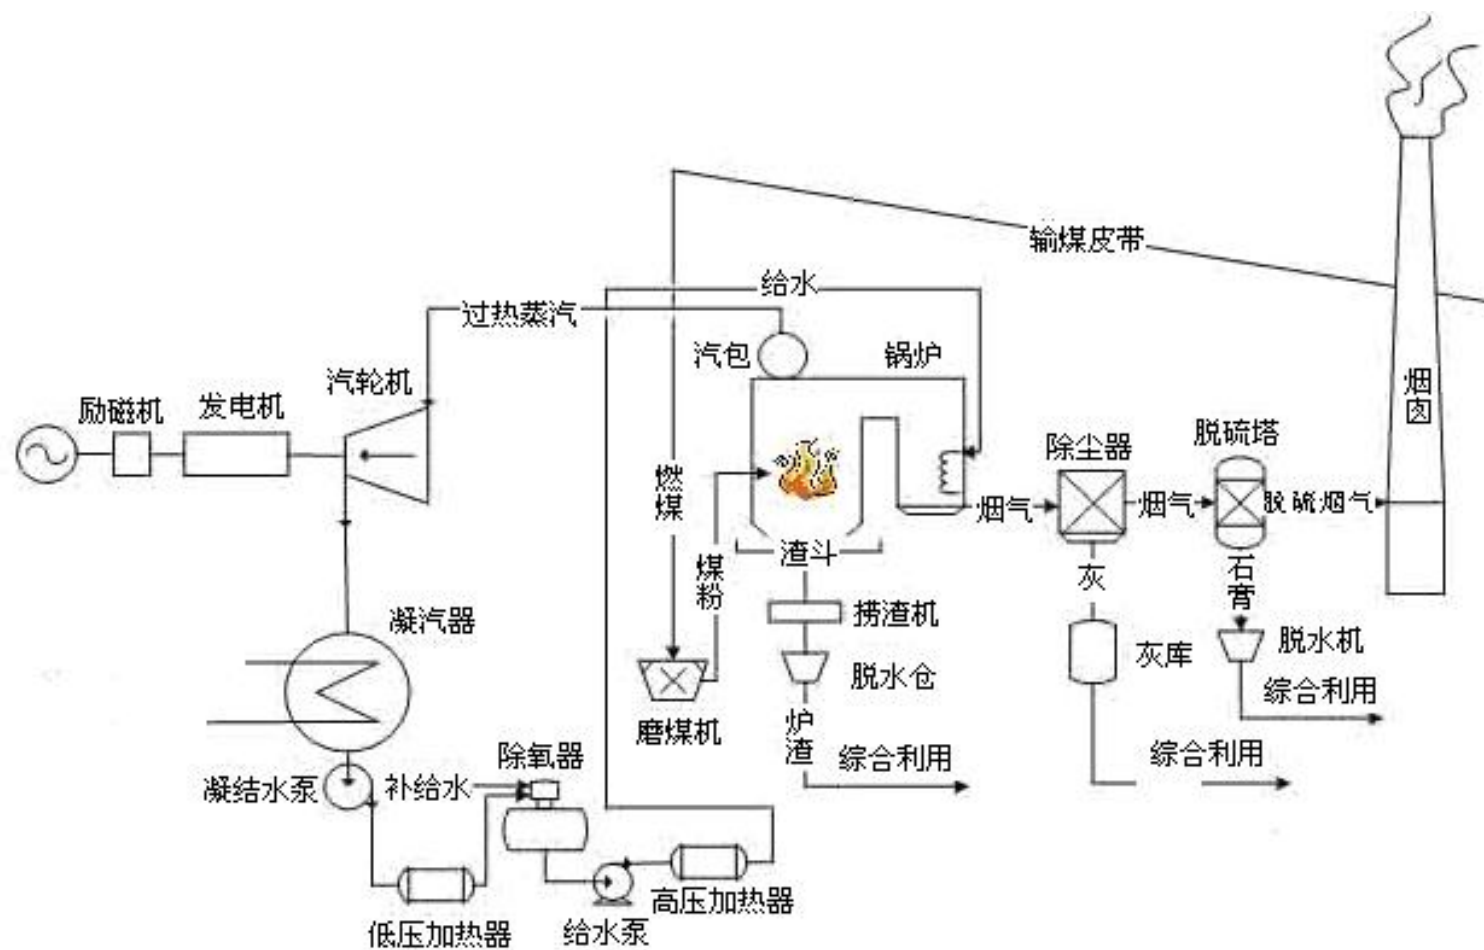 输煤皮带
给水
过热蒸汽
汽包
锅炉
汽轮机
烟
囱
励磁机
发电机
除尘器
脱硫塔
燃
煤
烟气
烟气
脱硫烟气
渣斗
煤
粉
灰
石
膏
捞渣机
凝汽器
灰库
脱水机
脱水仓
综合利用
磨煤机
炉
渣
除氧器
综合利用
综合利用
凝结水泵
补给水
高压加热器
低压加热器
给水泵